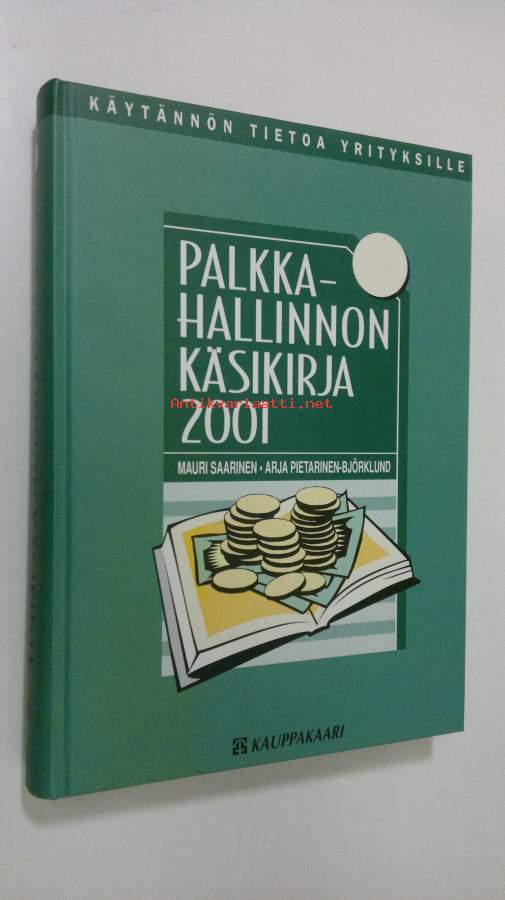 KÄYTÄNNÖN TIETOA YRITYKSILLE
PALKKA-
HALLINNON
KÄSIKIRJA
Antikvariaatti.net
2001
MAURI SAARINEN • ARJA PIETARINEN-BJÖRKLUND
KAUPPAKAARI